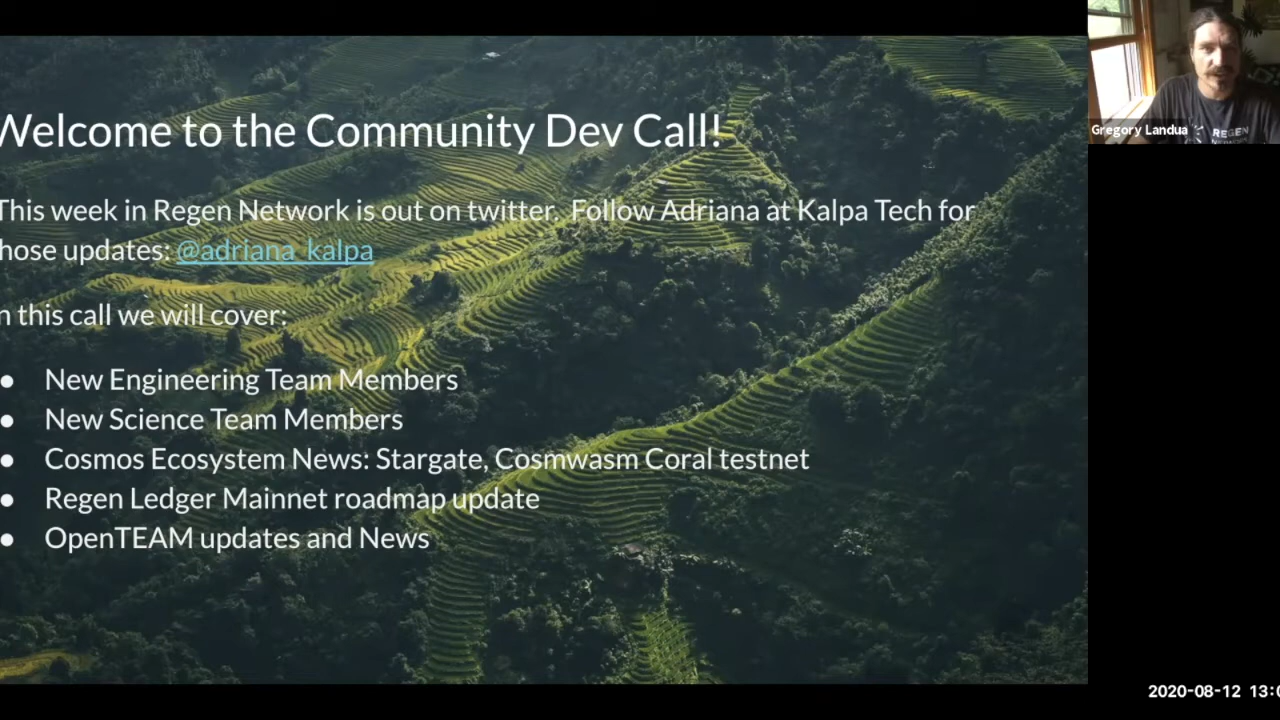 Welcome to the Community Dev Call!
This week in Regen Network is out on twitter. Follow Adriana at Kalpa Tech for
hose updates: @adriana_kalpa
n this call we will cover:
● New Engineering Team Members
● New Science Team Members
● Cosmos Ecosystem News: Stargate, Cosmwasm Coral testnet
● Regen Ledger Mainnet roadmap update
● OpenTEAM updates and News
Gregory Landua
REGEN
2020-08-12 13:0